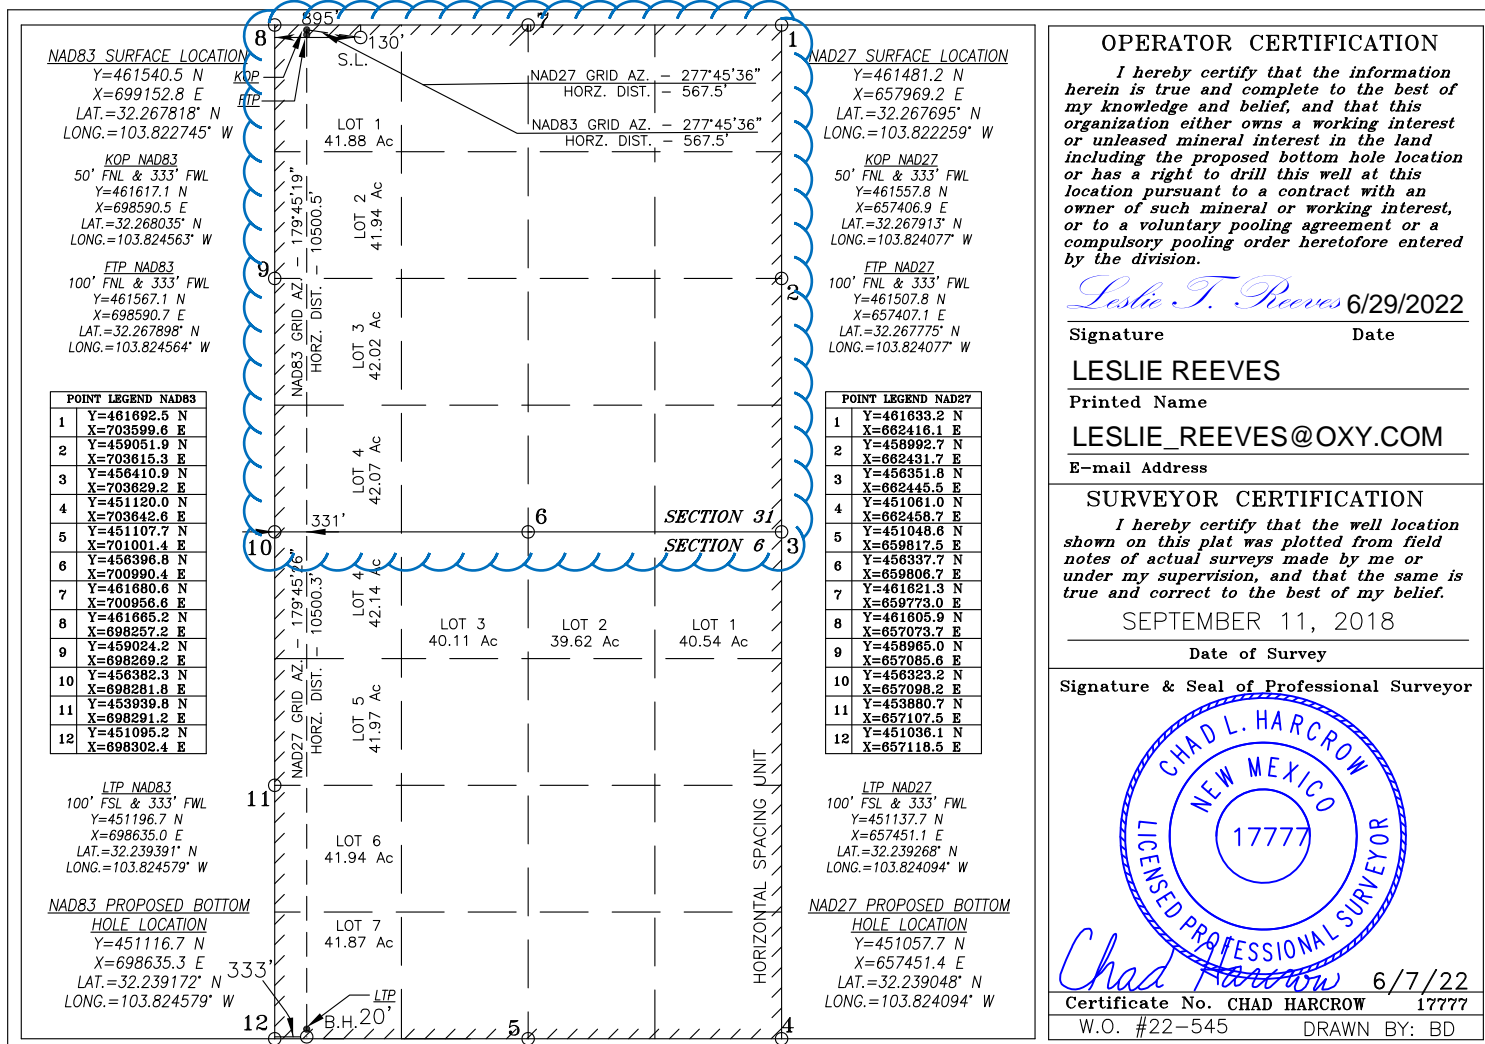 NAD83 SURFACE LOCATION
Y=461540.5 N
X=699152.8 E
LAT.=32.267818° N
LONG.=103.822745° W
KOP NAD83
50' FNL & 333' FWL
Y=461617.1 N
X=698590.5 E
LAT.=32.268035° N
LONG.=103.824563° W
FTP NAD83
100' FNL & 333' FWL
Y=461567.1 N
X=698590.7 E
LAT.=32.267898° N
LONG.=103.824564° W
POINT LEGEND NAD83
1 Y=461692.5 N
X=703599.6 E
2 Y=459051.9 N
X=703615.3 E
3 Y=456410.9 N
X=703629.2 E
4 Y=451120.0 N
X=703642.6 E
5 Y=451107.7 N
X=701001.4 E
6 Y=456396.8 N
X=700990.4 E
7 Y=461680.6 N
X=700956.6 E
8 Y=461665.2 N
X=698257.2 E
9 Y=459024.2 N
X=698269.2 E
10 Y=456382.3 N
X=698281.8 E
11 Y=453939.8 N
X=698291.2 E
12 Y=451095.2 N
X=698302.4 E
LTP NAD83
100' FSL & 333' FWL
Y=451196.7 N
X=698635.0 E
LAT.=32.239391° N
LONG.=103.824579° W
NAD83 PROPOSED BOTTOM
HOLE LOCATION
Y=451116.7 N
X=698635.3 E
LAT.=32.239172° N
LONG.=103.824579° W
8
895'
7
1
130'
S.L.
KOP
FTP
NAD27 GRID AZ. - 277°45'36"
HORZ. DIST. - 567.5'
NAD83 GRID AZ. - 277°45'36"
HORZ. DIST. - 567.5'
LOT 1
41.88 Ac
LOT 2
41.94 Ac
NAD83 GRID AZ. - 179°45'19"
HORZ. DIST. - 10500.5'
9
2
LOT 3
42.02 Ac
LOT 4
42.07 Ac
331'
6
SECTION 31
10
SECTION 6
3
NAD27 GRID AZ. - 179°45'26"
HORZ. DIST. - 10500.3'
LOT 4
42.14 Ac
LOT 3
40.11 Ac
LOT 2
39.62 Ac
LOT 1
40.54 Ac
LOT 5
41.97 Ac
11
LOT 6
41.94 Ac
HORIZONTAL SPACING UNIT
LOT 7
41.87 Ac
333'
LTP
B.H. 20'
12
5
4
NAD27 SURFACE LOCATION
Y=461481.2 N
X=657969.2 E
LAT.=32.267695° N
LONG.=103.822259° W
KOP NAD27
50' FNL & 333' FWL
Y=461557.8 N
X=657406.9 E
LAT.=32.267913° N
LONG.=103.824077° W
FTP NAD27
100' FNL & 333' FWL
Y=461507.8 N
X=657407.1 E
LAT.=32.267775° N
LONG.=103.824077° W
POINT LEGEND NAD27
1 Y=461633.2 N
X=662416.1 E
2 Y=458992.7 N
X=662431.7 E
3 Y=456351.8 N
X=662445.5 E
4 Y=451061.0 N
X=662458.7 E
5 Y=451048.6 N
X=659817.5 E
6 Y=456337.7 N
X=659806.7 E
7 Y=461621.3 N
X=659773.0 E
8 Y=461605.9 N
X=657073.7 E
9 Y=458965.0 N
X=657085.6 E
10 Y=456323.2 N
X=657098.2 E
11 Y=453880.7 N
X=657107.5 E
12 Y=451036.1 N
X=657118.5 E
LTP NAD27
100' FSL & 333' FWL
Y=451137.7 N
X=657451.1 E
LAT.=32.239268° N
LONG.=103.824094° W
NAD27 PROPOSED BOTTOM
HOLE LOCATION
Y=451057.7 N
X=657451.4 E
LAT.=32.239048° N
LONG.=103.824094° W
OPERATOR CERTIFICATION
I hereby certify that the information
herein is true and complete to the best of
my knowledge and belief, and that this
organization either owns a working interest
or unleased mineral interest in the land
including the proposed bottom hole location
or has a right to drill this well at this
location pursuant to a contract with an
owner of such mineral or working interest,
or to a voluntary pooling agreement or a
compulsory pooling order heretofore entered
by the division.
Leslie T. Reeves 6/29/2022
Signature Date
LESLIE REEVES
Printed Name
LESLIE_REEVES@OXY.COM
E-mail Address
SURVEYOR CERTIFICATION
I hereby certify that the well location
shown on this plat was plotted from field
notes of actual surveys made by me or
under my supervision, and that the same is
true and correct to the best of my belief.
SEPTEMBER 11, 2018
Date of Survey
Signature & Seal of Professional Surveyor
CHAD L. HARCROW
NEW MEXICO
17777
LICENSED PROFESSIONAL SURVEYOR
Chad Harcrow 6/7/22
Certificate No. CHAD HARCROW 17777
W.O. #22-545 DRAWN BY: BD